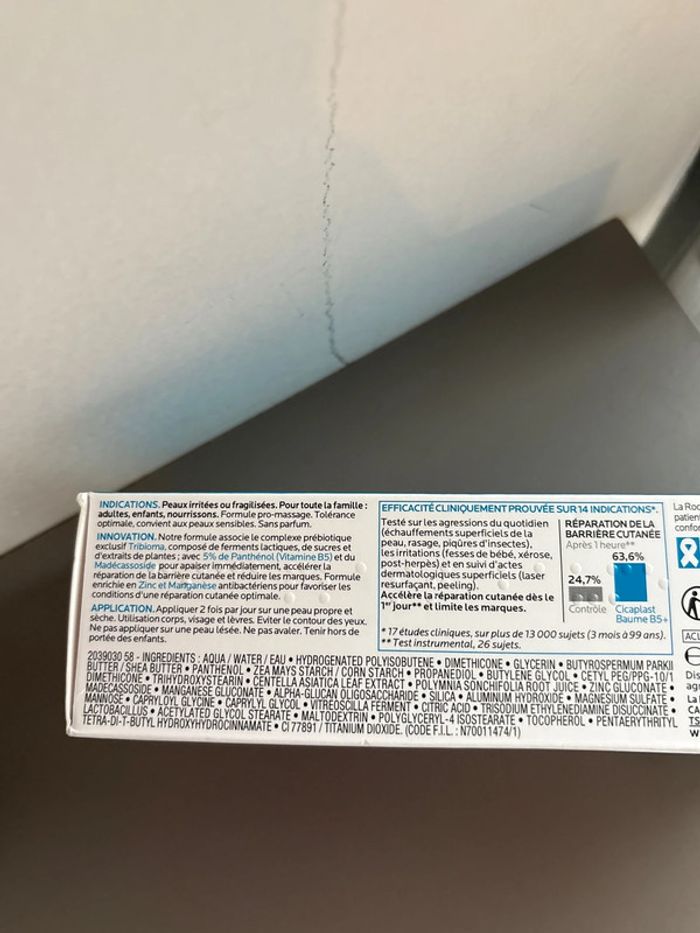 INDICATIONS. Peaux irritées ou fragilisées. Pour toute la famille :
adultes, enfants, nourrissons. Formule pro-massage. Tolérance
optimale, convient aux peaux sensibles. Sans parfum.
INNOVATION. Notre formule associe le complexe prébiotique
exclusif Tribioma, composé de ferments lactiques, de sucres et
d'extraits de plantes ; avec 5% de Panthénol (Vitamine B5) et du
Madécassoside pour apaiser immédiatement, accélérer la
réparation de la barrière cutanée et réduire les marques. Formule
enrichie en Zinc et Manganèse antibactériens pour favoriser les
conditions d'une réparation cutanée optimale.
APPLICATION. Appliquer 2 fois par jour sur une peau propre et
sèche. Utilisation corps, visage et lèvres. Eviter le contour des yeux.
Ne pas appliquer sur une peau lésée. Ne pas avaler. Tenir hors de
portée des enfants.
EFFICACITÉ CLINIQUEMENT PROUVÉE SUR 14 INDICATIONS*.
Testé sur les agressions du quotidien
(échauffements superficiels de la
peau, rasage, piqûres d'insectes),
les irritations (fesses de bébé, xérose,
post-herpès) et en suivi d'actes
dermatologiques superficiels (laser
resurfaçant, peeling).
Accélère la réparation cutanée dès le
1er jour** et limite les marques.
RÉPARATION DE LA
BARRIÈRE CUTANÉE
Après 1 heure**
63,6%
24,7%
Contrôle
Cicaplast
Baume B5+
* 17 études cliniques, sur plus de 13 000 sujets (3 mois à 99 ans).
** Test instrumental, 26 sujets.
2039030 58 - INGREDIENTS : AQUA / WATER / EAU • HYDROGENATED POLYISOBUTENE • DIMETHICONE • GLYCERIN • BUTYROSPERMUM PARKII
BUTTER / SHEA BUTTER • PANTHENOL • ZEA MAYS STARCH / CORN STARCH • PROPANEDIOL • BUTYLENE GLYCOL • CETYL PEG/PPG-10/1
DIMETHICONE • TRIHYDROXYSTEARIN • CENTELLA ASIATICA LEAF EXTRACT • POLYMNIA SONCHIFOLIA ROOT JUICE • ZINC GLUCONATE •
MADECASSOSIDE • MANGANESE GLUCONATE • ALPHA-GLUCAN OLIGOSACCHARIDE • SILICA • ALUMINUM HYDROXIDE • MAGNESIUM SULFATE •
MANNOSE • CAPRYLOYL GLYCINE • CAPRYLYL GLYCOL • VITREOSCILLA FERMENT • CITRIC ACID • TRISODIUM ETHYLENEDIAMINE DISUCCINATE •
LACTOBACILLUS • ACETYLATED GLYCOL STEARATE • MALTODEXTRIN • POLYGLYCERYL-4 ISOSTEARATE • TOCOPHEROL • PENTAERYTHRITYL
TETRA-DI-T-BUTYL HYDROXYHYDROCINNAMATE • CI 77891 / TITANIUM DIOXIDE. (CODE F.I.L. : N70011474/1)
La Roc
patien
confor
ACL
Dis
La
CA
TS
W